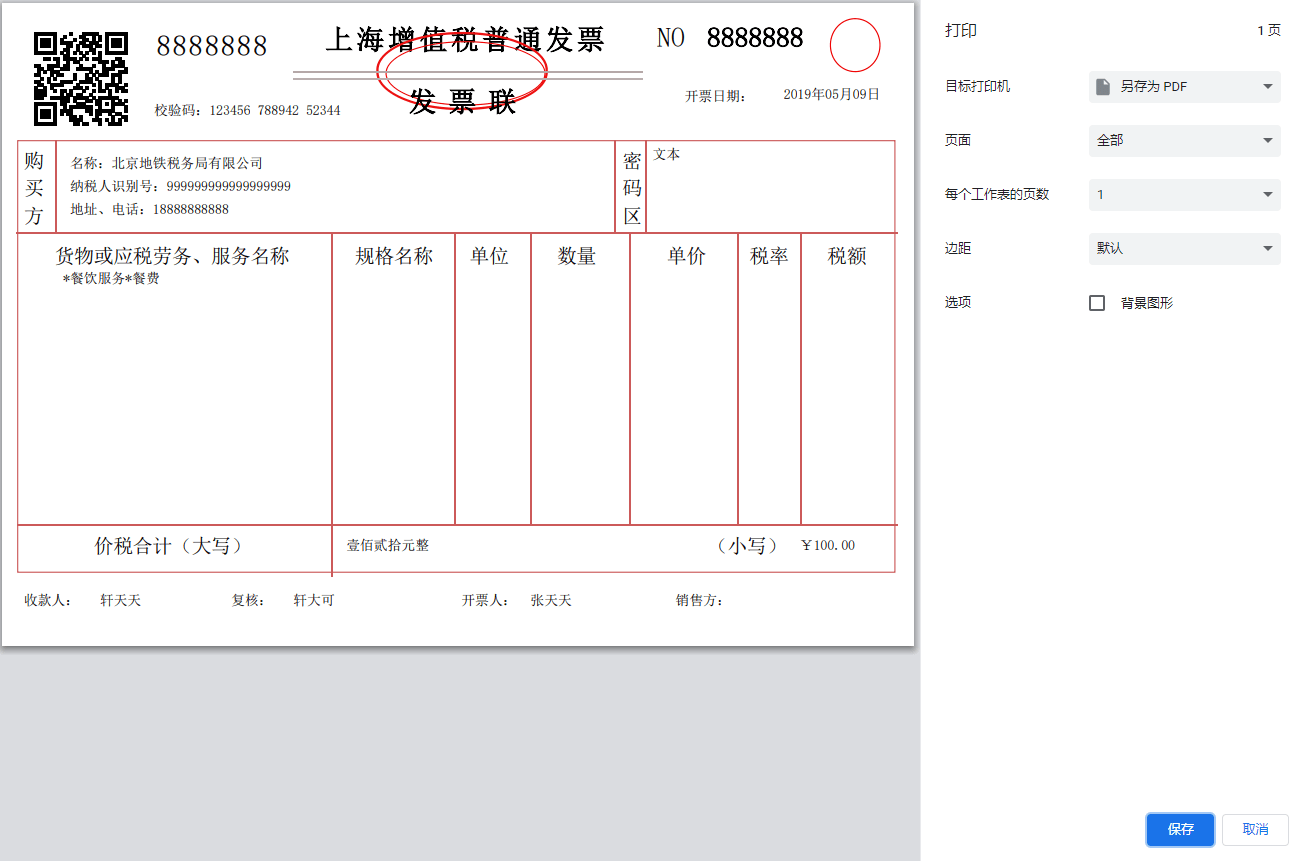 8888888
上海增值税普通发票
NO 8888888
发票联
校验码：123456 788942 52344
开票日期： 2019年05月09日
购买方
名称：北京地铁税务局有限公司
纳税人识别号：999999999999999999
地址、电话：18888888888
密码区
文本
货物或应税劳务、服务名称 规格名称 单位 数量 单价 税率 税额
*餐饮服务*餐费
价税合计（大写） 壹佰贰拾元整 （小写） ￥100.00
收款人： 轩天天 复核： 轩大可 开票人： 张天天 销售方：
打印 1 页
目标打印机 另存为 PDF
页面 全部
每个工作表的页数 1
边距 默认
选项 背景图形
保存 取消